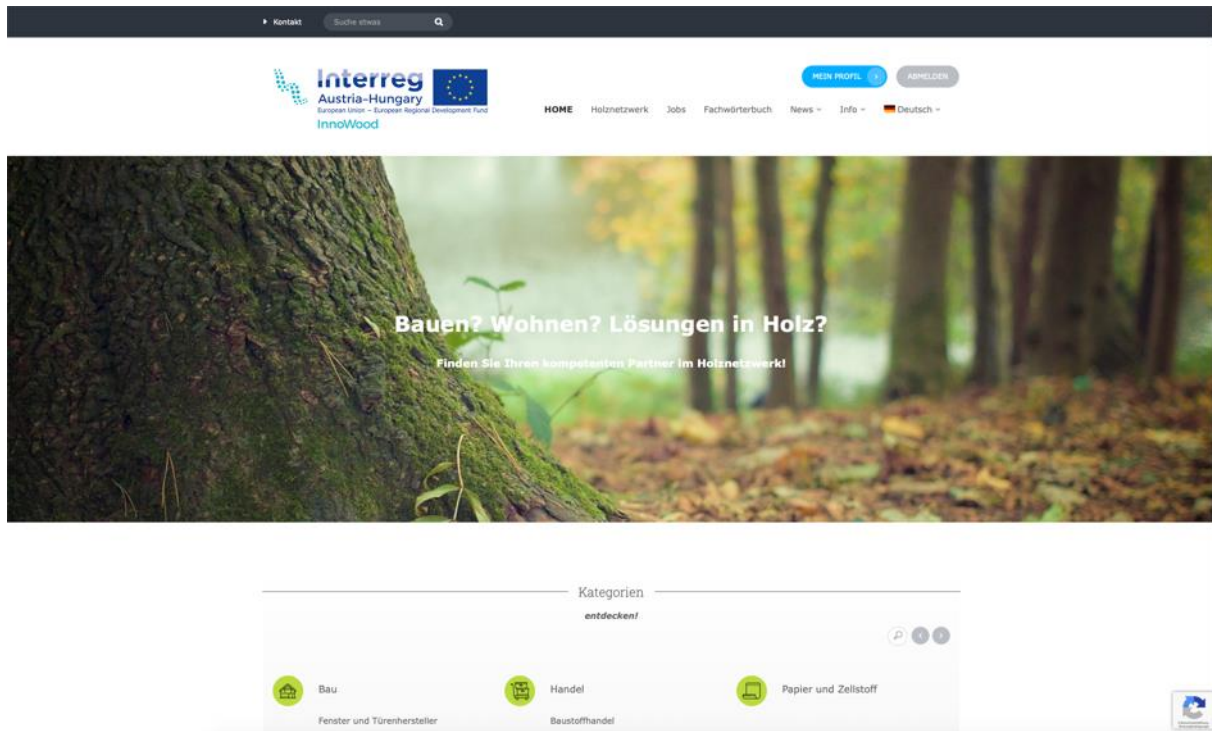 Kontakt
Suche etwas
Interreg
Austria-Hungary
European Union – European Regional Development Fund
InnoWood
MEIN PROFIL
ABMELDEN
HOME Holznetzwerk Jobs Fachwörterbuch News Info Deutsch
Bauen? Wohnen? Lösungen in Holz?
Finden Sie Ihren kompetenten Partner im Holznetzwerk!
Kategorien
entdecken!
Bau
Handel
Papier und Zellstoff
Fenster und Türenhersteller
Baustoffhandel